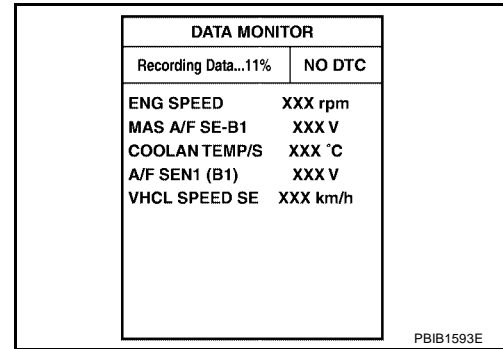 DATA MONITOR
Recording Data...11% NO DTC
ENG SPEED XXX rpm
MAS A/F SE-B1 XXX V
COOLAN TEMP/S XXX °C
A/F SEN1 (B1) XXX V
VHCL SPEED SE XXX km/h
PBIB1593E